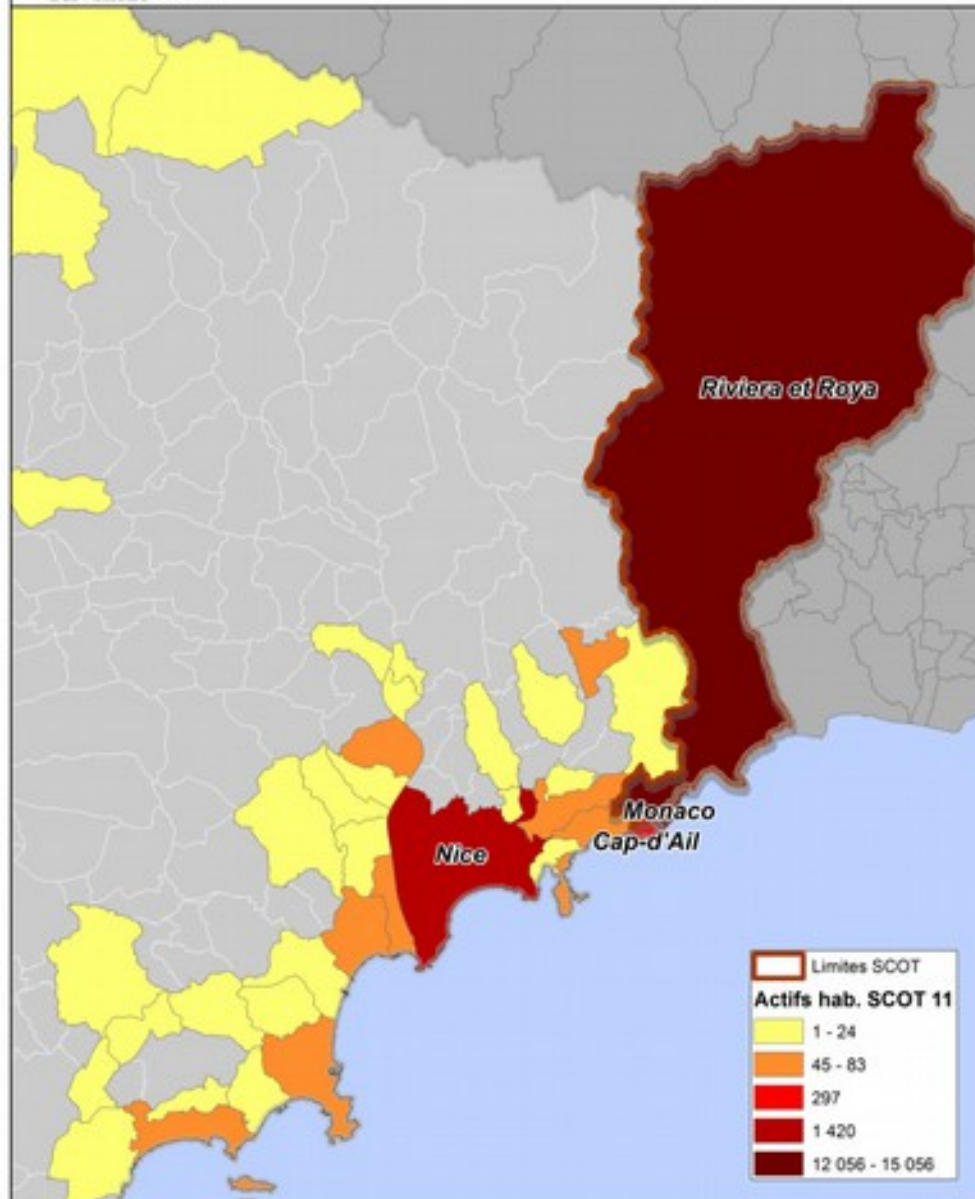 Riviera et Roya
Monaco
Cap-d'Ail
Nice
Limites SCOT
Actifs hab. SCOT 11
1 - 24
45 - 83
297
1 420
12 056 - 15 056